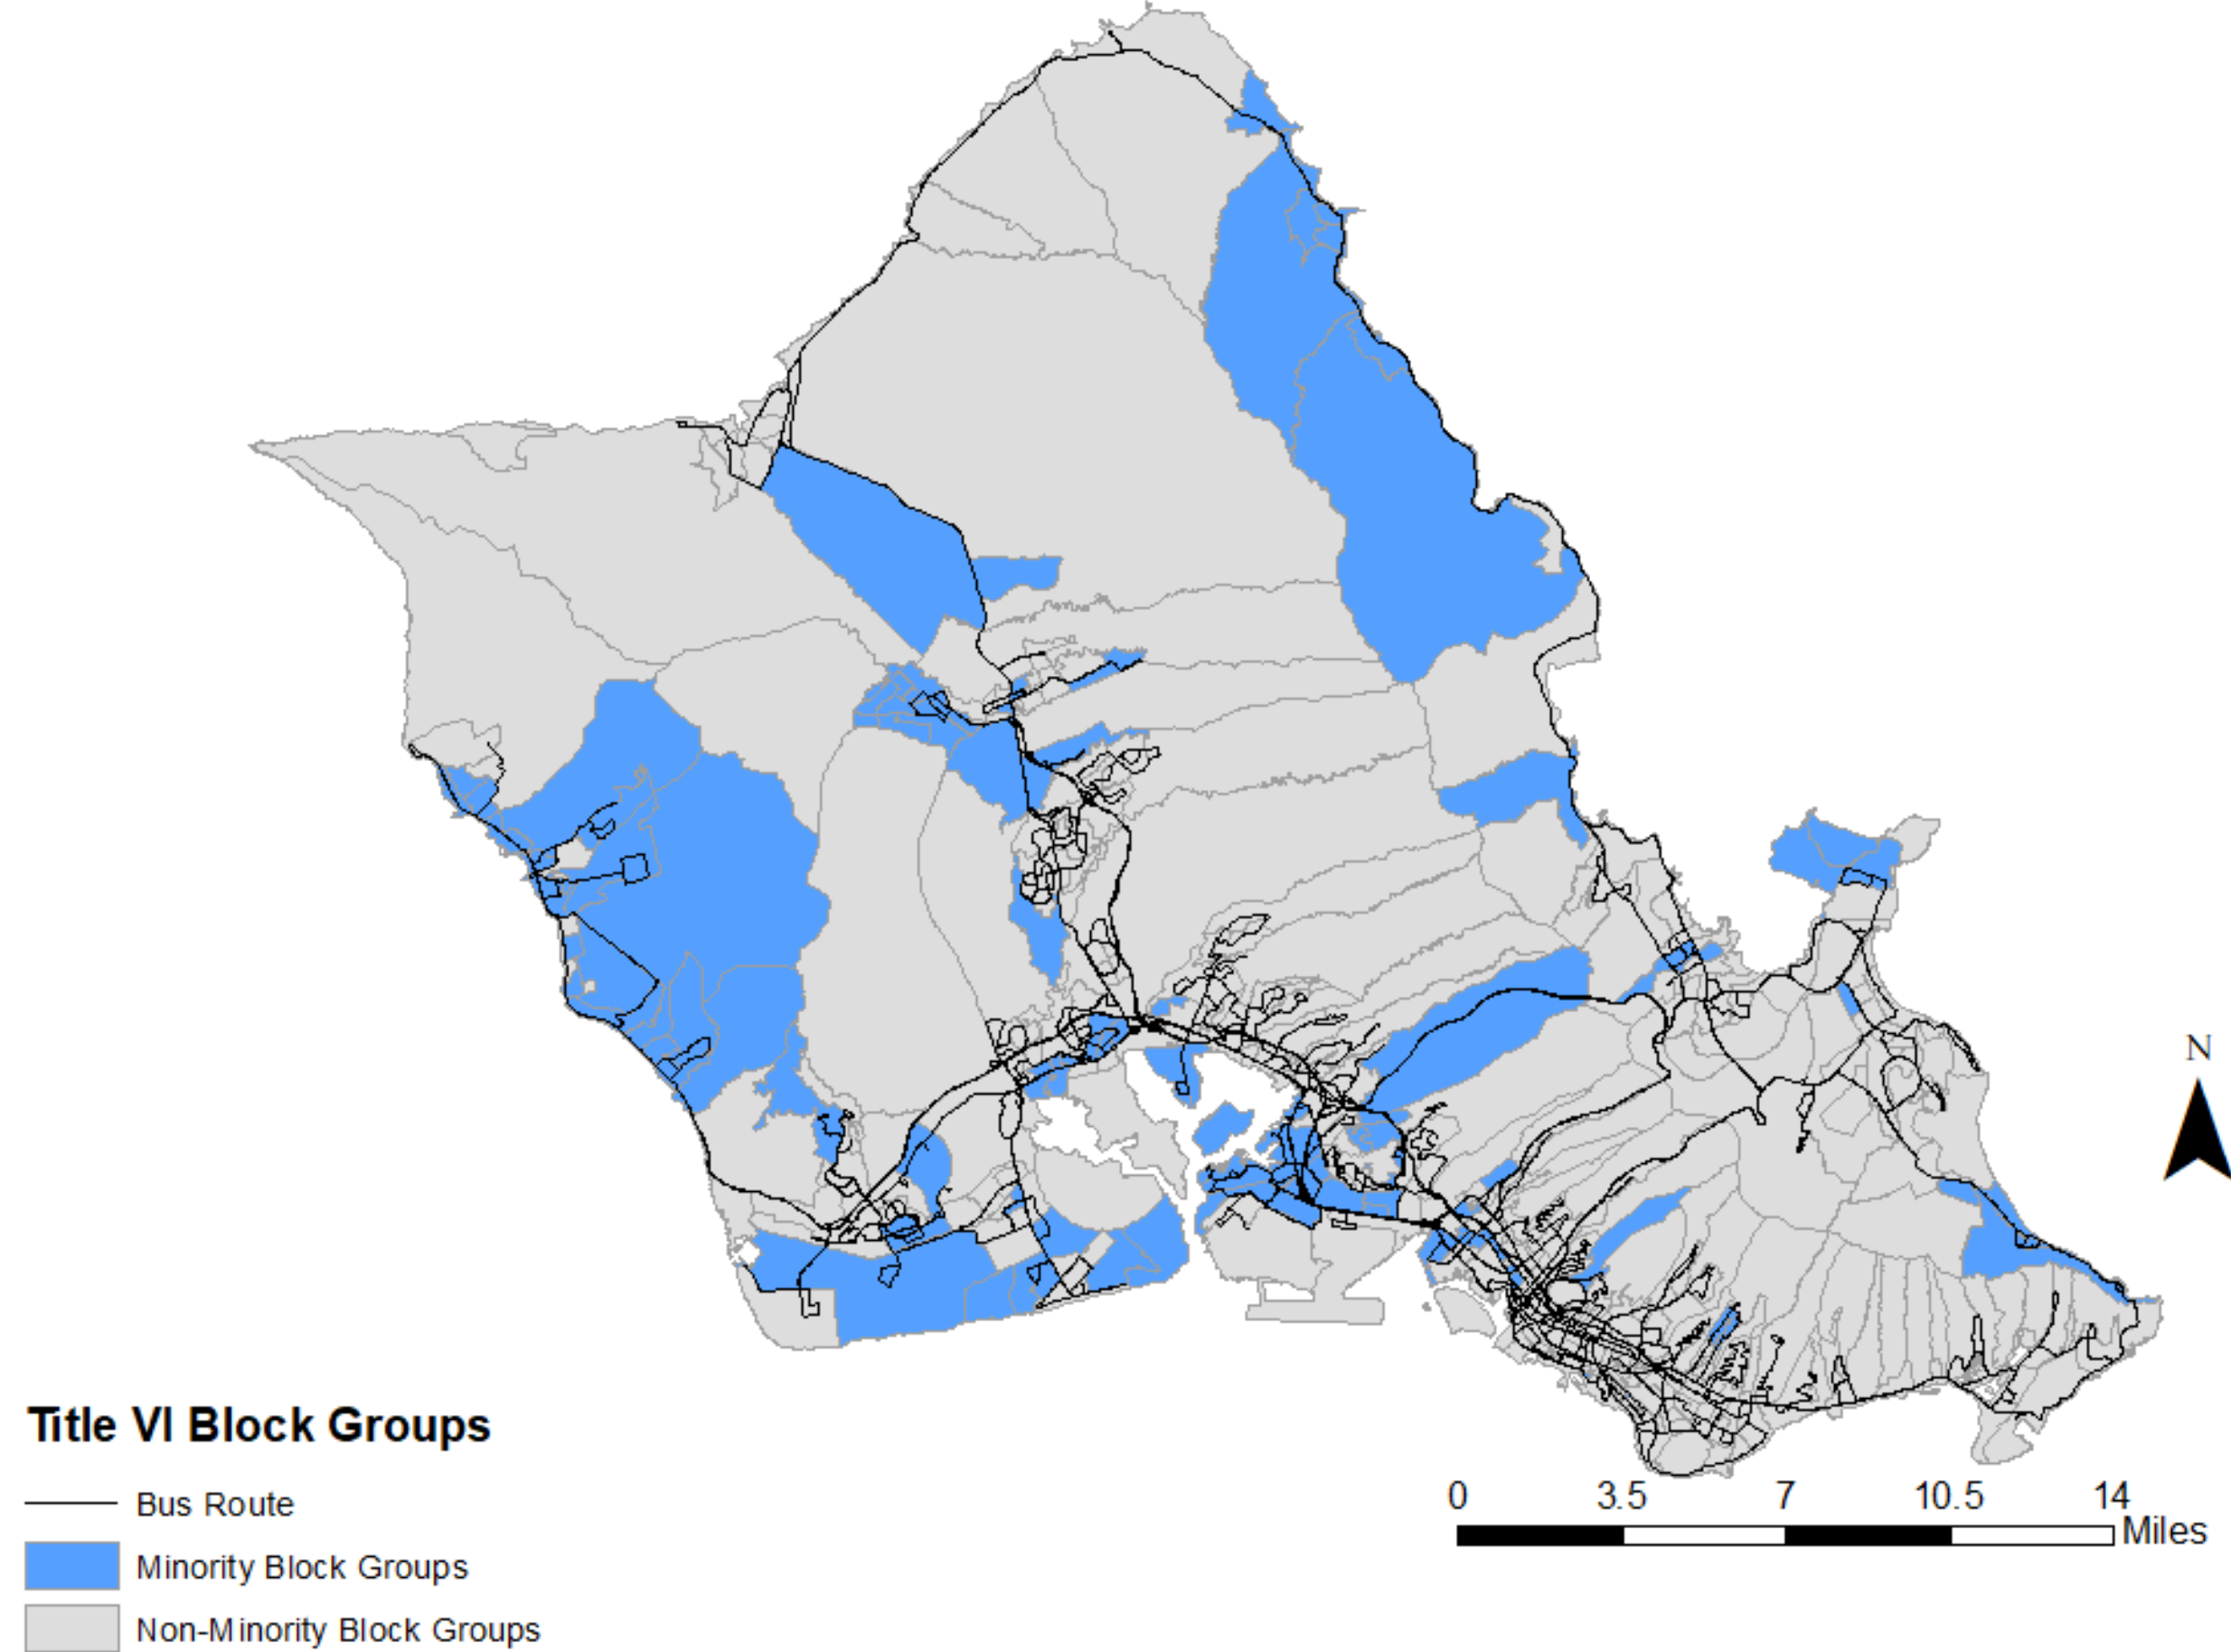 N
Title VI Block Groups
Bus Route
Minority Block Groups
Non-Minority Block Groups
0 3.5 7 10.5 14
Miles